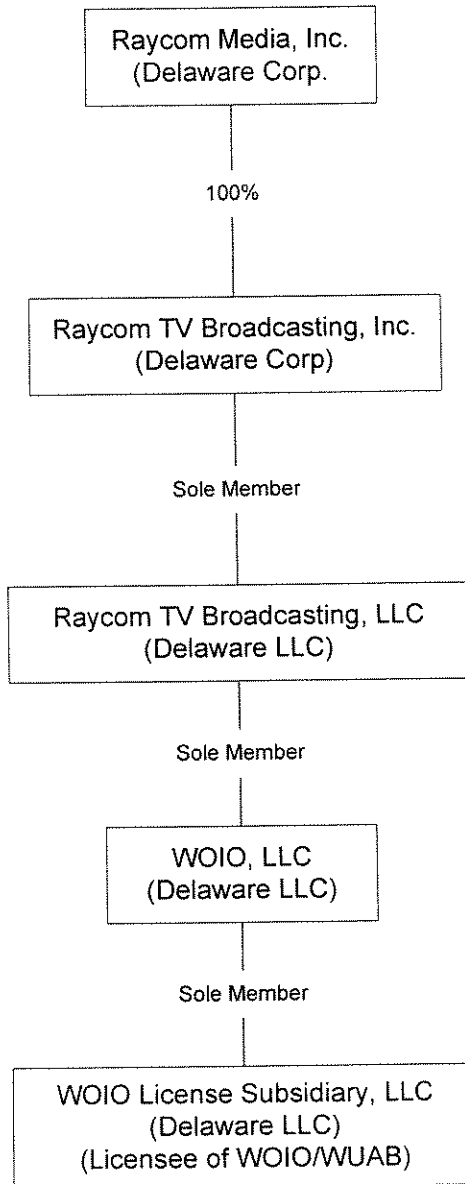 Raycom Media, Inc.
(Delaware Corp.
100%
Raycom TV Broadcasting, Inc.
(Delaware Corp)
Sole Member
Raycom TV Broadcasting, LLC
(Delaware LLC)
Sole Member
WOIO, LLC
(Delaware LLC)
Sole Member
WOIO License Subsidiary, LLC
(Delaware LLC)
(Licensee of WOIO/WUAB)